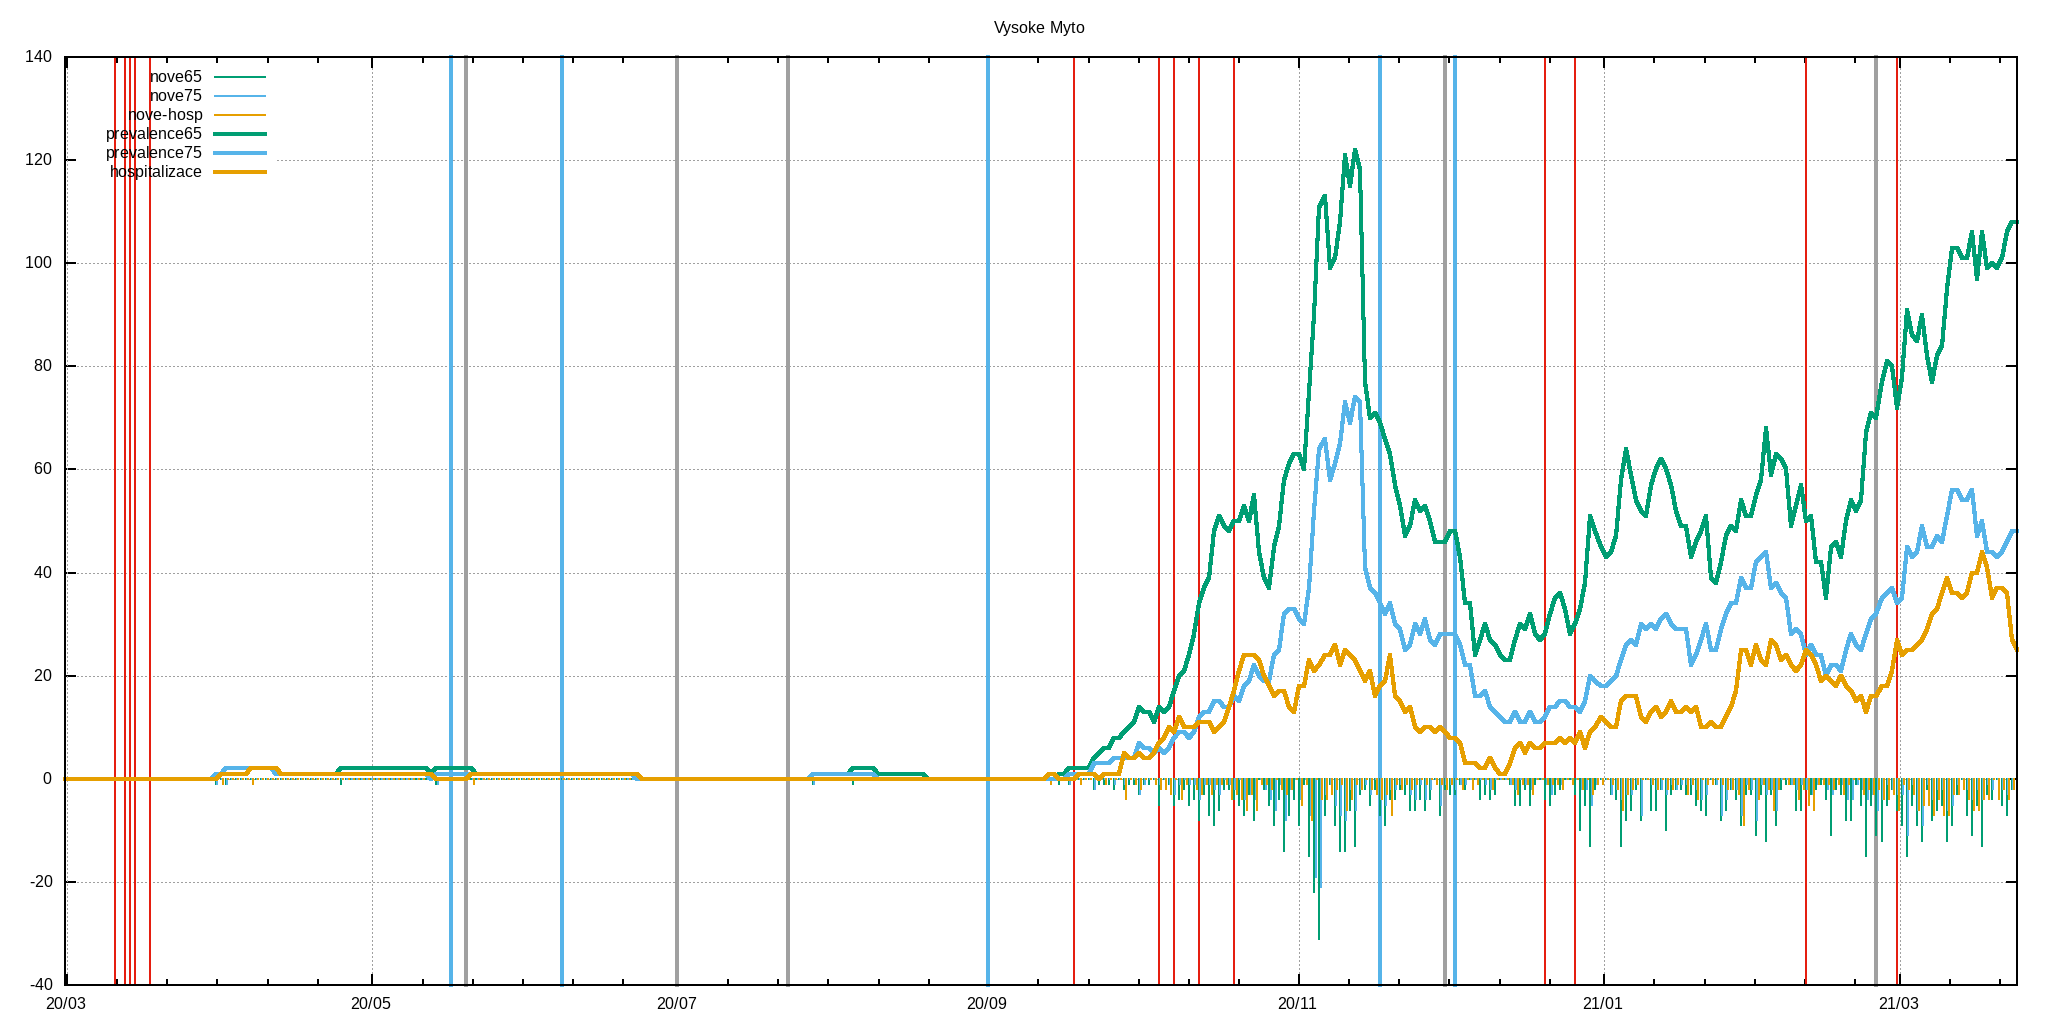 Vysoke Myto
140
120
100
80
60
40
20
0
-20
-40
nove65
nove75
nove-hosp
prevalence65
prevalence75
hospitalizace
20/03 20/05 20/07 20/09 20/11 21/01 21/03